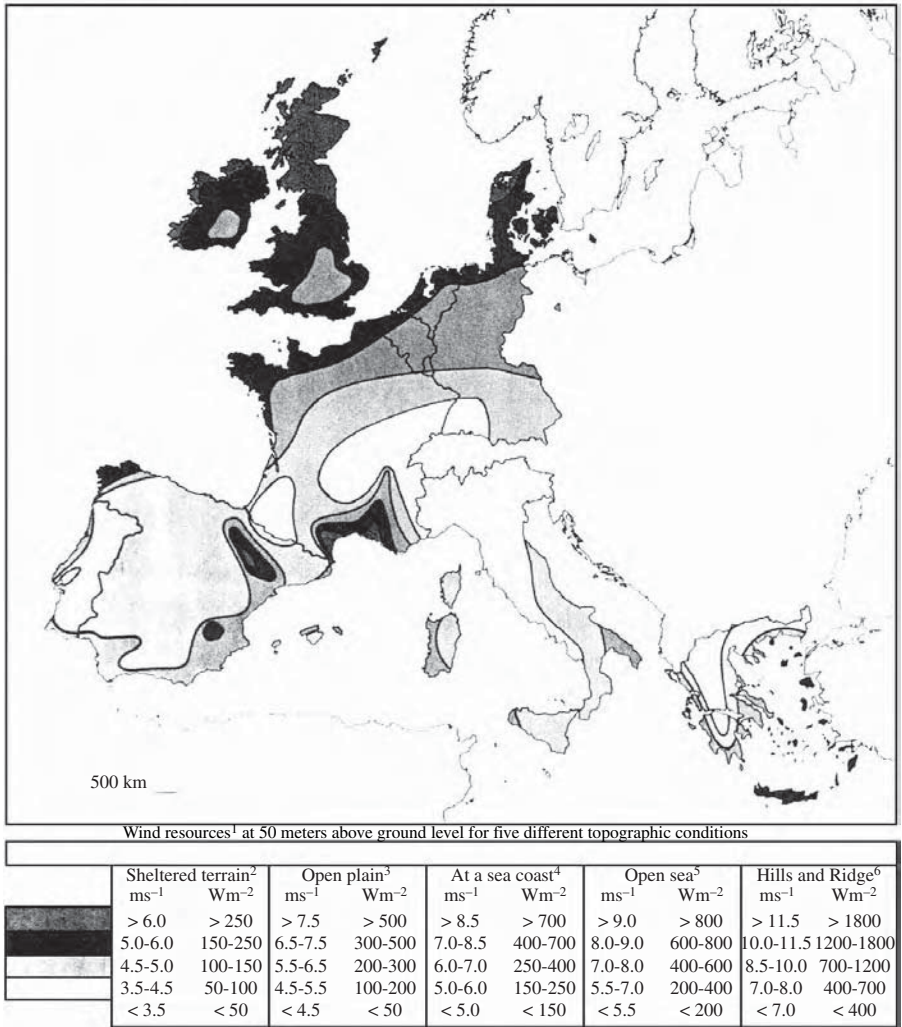 500 km
Wind resources¹ at 50 meters above ground level for five different topographic conditions
Sheltered terrain² Open plain³ At a sea coast⁴ Open sea⁵ Hills and Ridge⁶
ms⁻¹ Wm⁻² ms⁻¹ Wm⁻² ms⁻¹ Wm⁻² ms⁻¹ Wm⁻² ms⁻¹ Wm⁻²
> 6.0 > 250 > 7.5 > 500 > 8.5 > 700 > 9.0 > 800 > 11.5 > 1800
5.0-6.0 150-250 6.5-7.5 300-500 7.0-8.5 400-700 8.0-9.0 600-800 10.0-11.5 1200-1800
4.5-5.0 100-150 5.5-6.5 200-300 6.0-7.0 250-400 7.0-8.0 400-600 8.5-10.0 700-1200
3.5-4.5 50-100 4.5-5.5 100-200 5.0-6.0 150-250 5.5-7.0 200-400 7.0-8.0 400-700
< 3.5 < 50 < 4.5 < 50 < 5.0 < 150 < 5.5 < 200 < 7.0 < 400